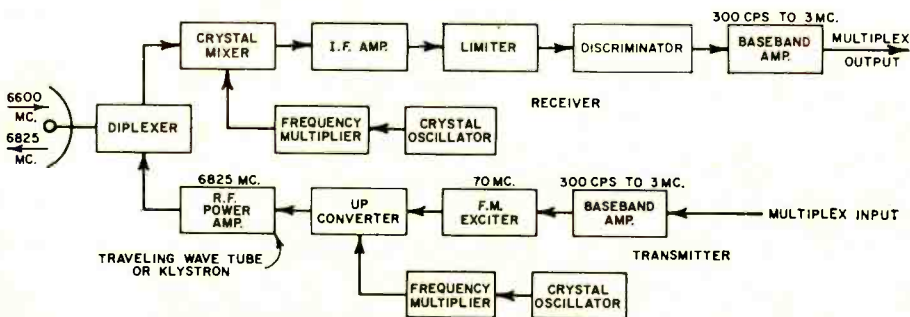 300 CPS TO 3 MC.
CRYSTAL
MIXER
I.F. AMP.
LIMITER
DISCRIMINATOR
BASEBAND
AMP.
MULTIPLEX
OUTPUT
RECEIVER
6600
MC.
6825
MC.
DIPLEXER
FREQUENCY
MULTIPLIER
CRYSTAL
OSCILLATOR
6825 MC.
R.F.
POWER
AMP.
UP
CONVERTER
70 MC.
F.M.
EXCITER
300 CPS TO 3 MC.
BASEBAND
AMP.
MULTIPLEX INPUT
TRANSMITTER
TRAVELING WAVE TUBE
OR KLYSTRON
FREQUENCY
MULTIPLIER
CRYSTAL
OSCILLATOR